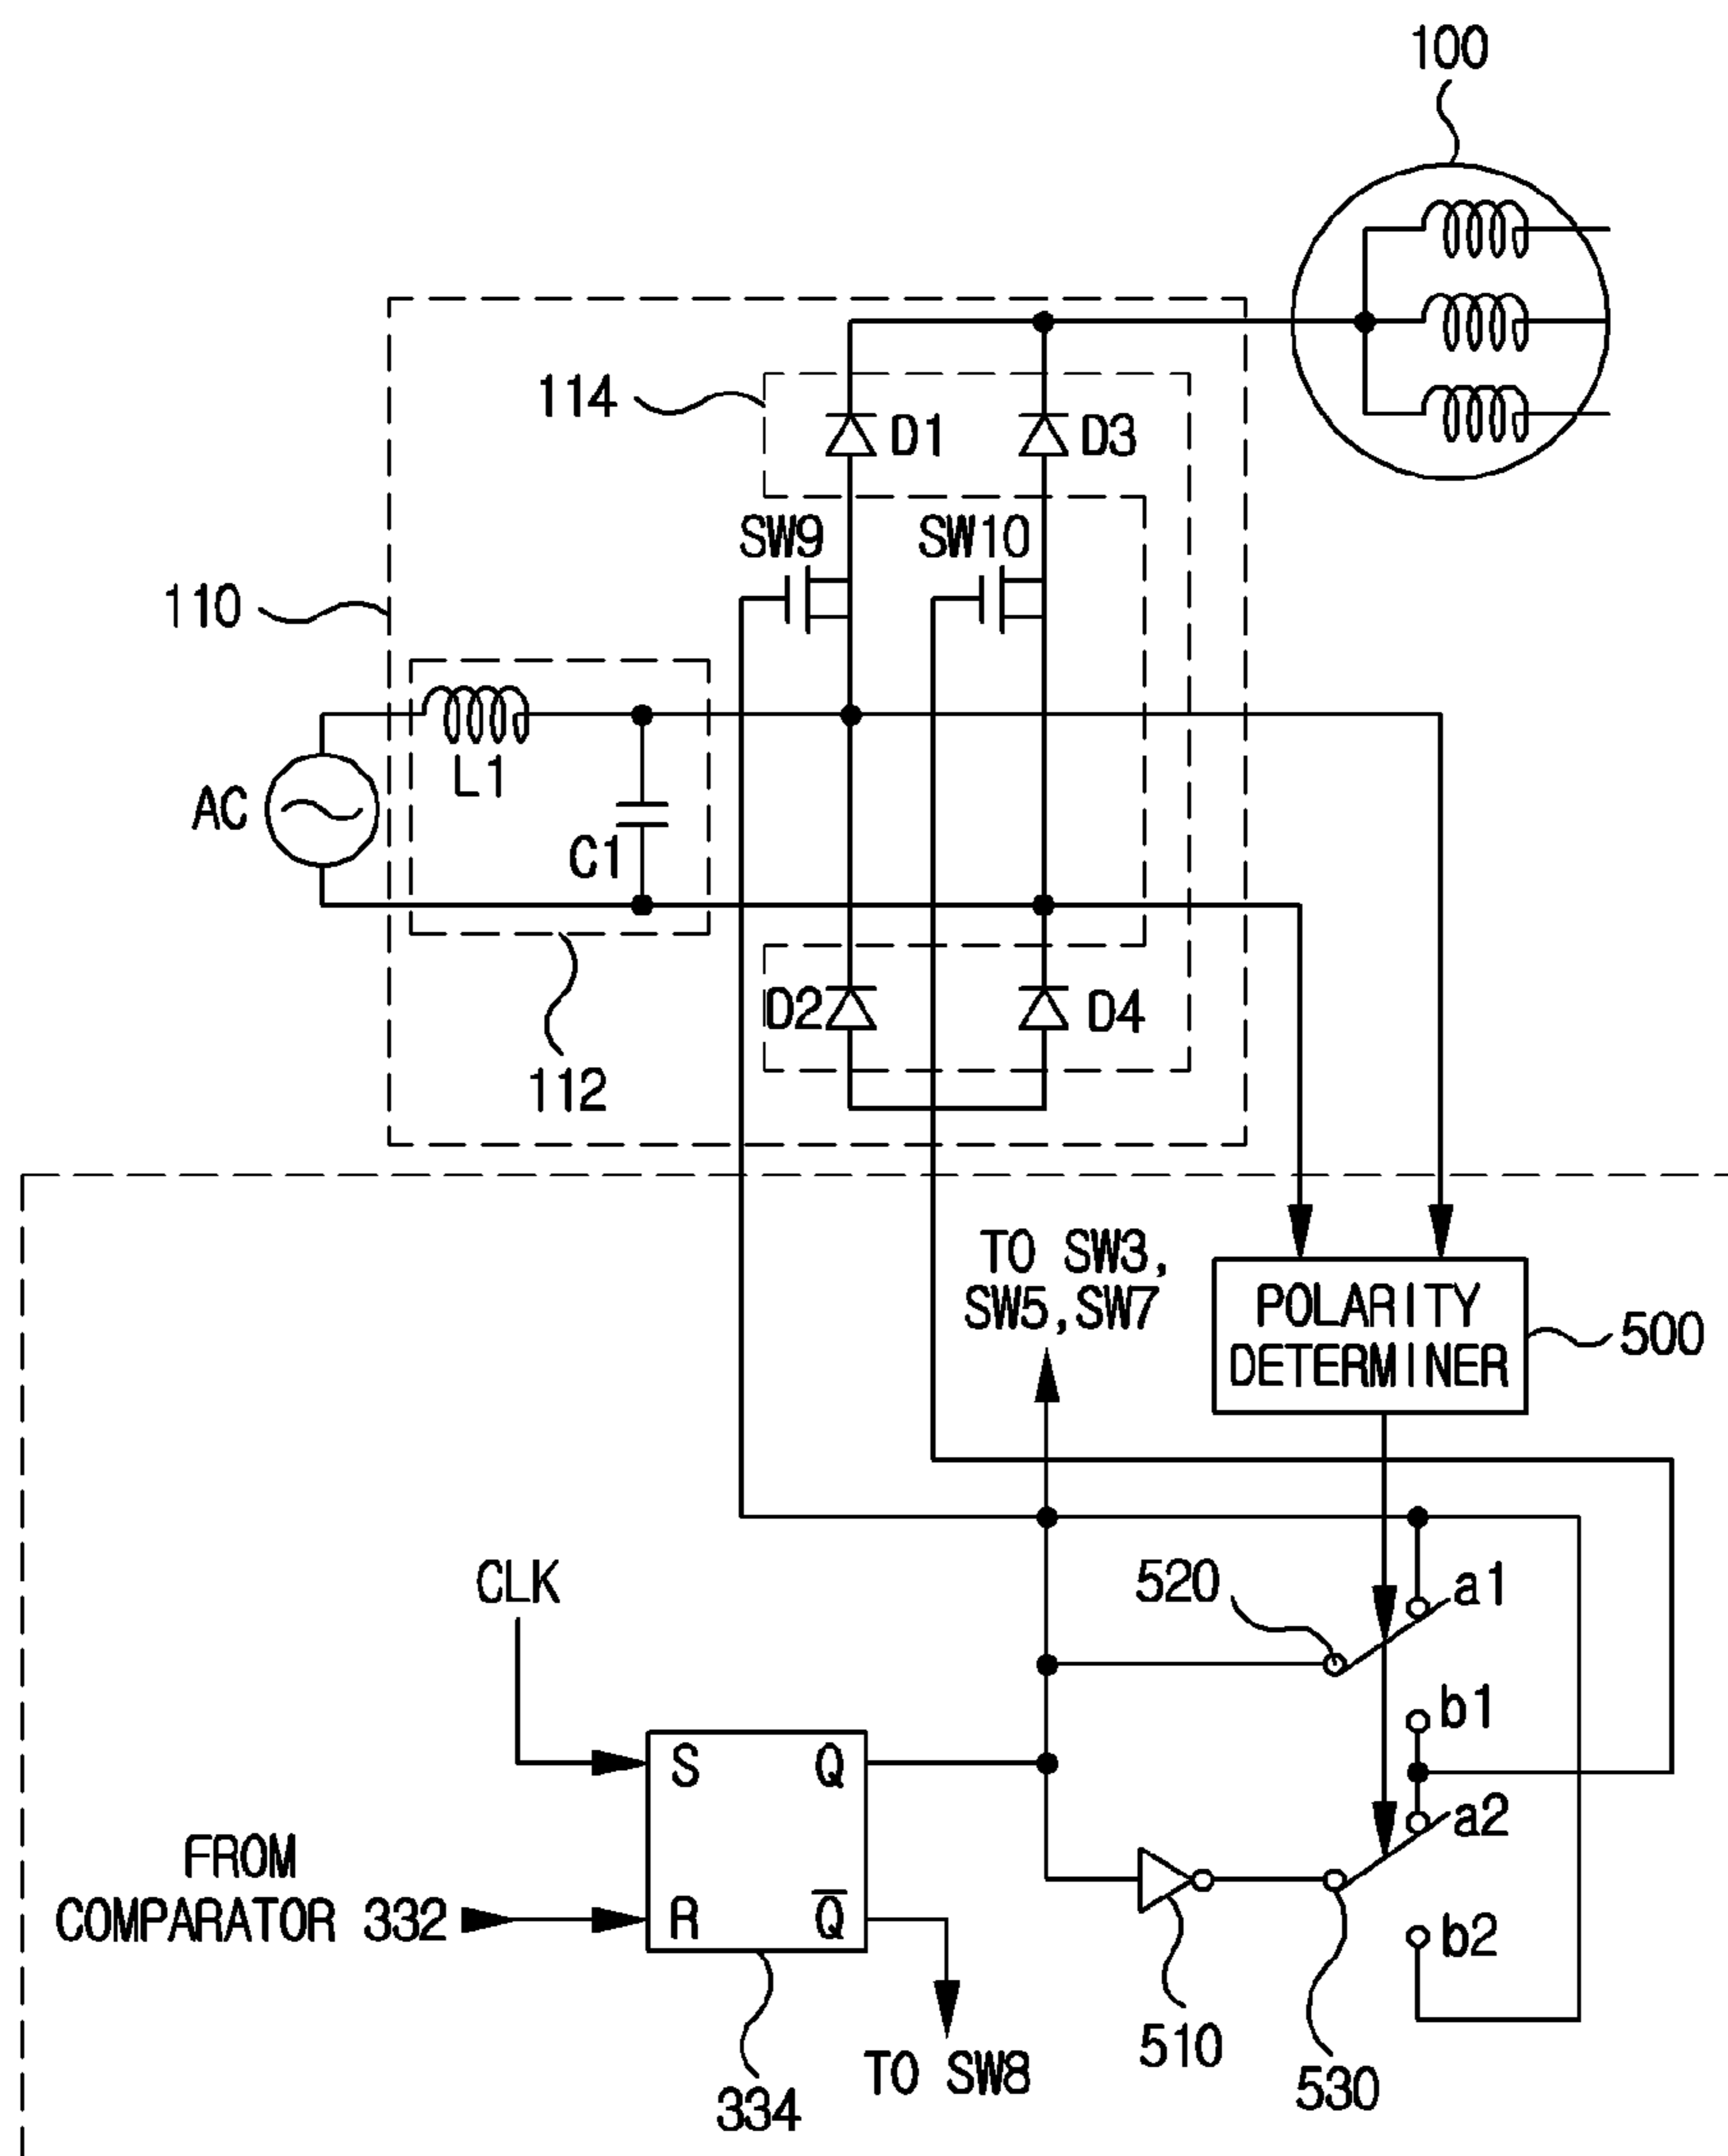 100
114
D1
D3
SW9
SW10
110
L1
AC
C1
D2
D4
112
TO SW3,
SW5,SW7
POLARITY
DETERMINER
500
CLK
520
a1
b1
S
Q
a2
FROM
COMPARATOR 332
R
Q̅
b2
510
TO SW8
530
334